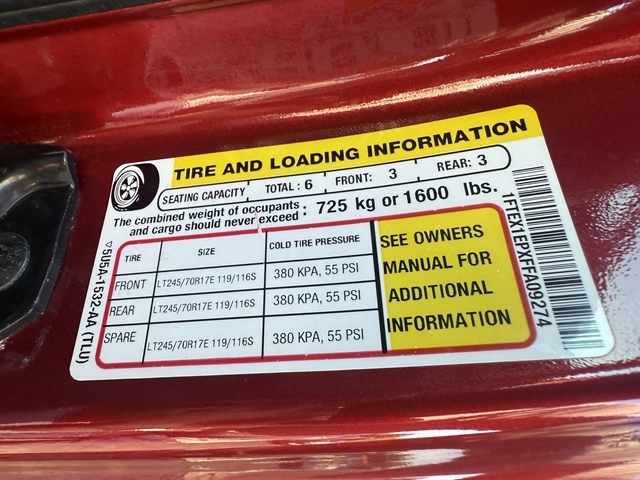 TIRE AND LOADING INFORMATION
SEATING CAPACITY TOTAL : 6 FRONT: 3 REAR: 3
The combined weight of occupants
and cargo should never exceed : 725 kg or 1600 lbs.
TIRE SIZE COLD TIRE PRESSURE
FRONT LT245/70R17E 119/116S 380 KPA, 55 PSI
REAR LT245/70R17E 119/116S 380 KPA, 55 PSI
SPARE LT245/70R17E 119/116S 380 KPA, 55 PSI
SEE OWNERS
MANUAL FOR
ADDITIONAL
INFORMATION
▽5U5A-1532-AA (TLU)
1FTEX1EPXFFA09274